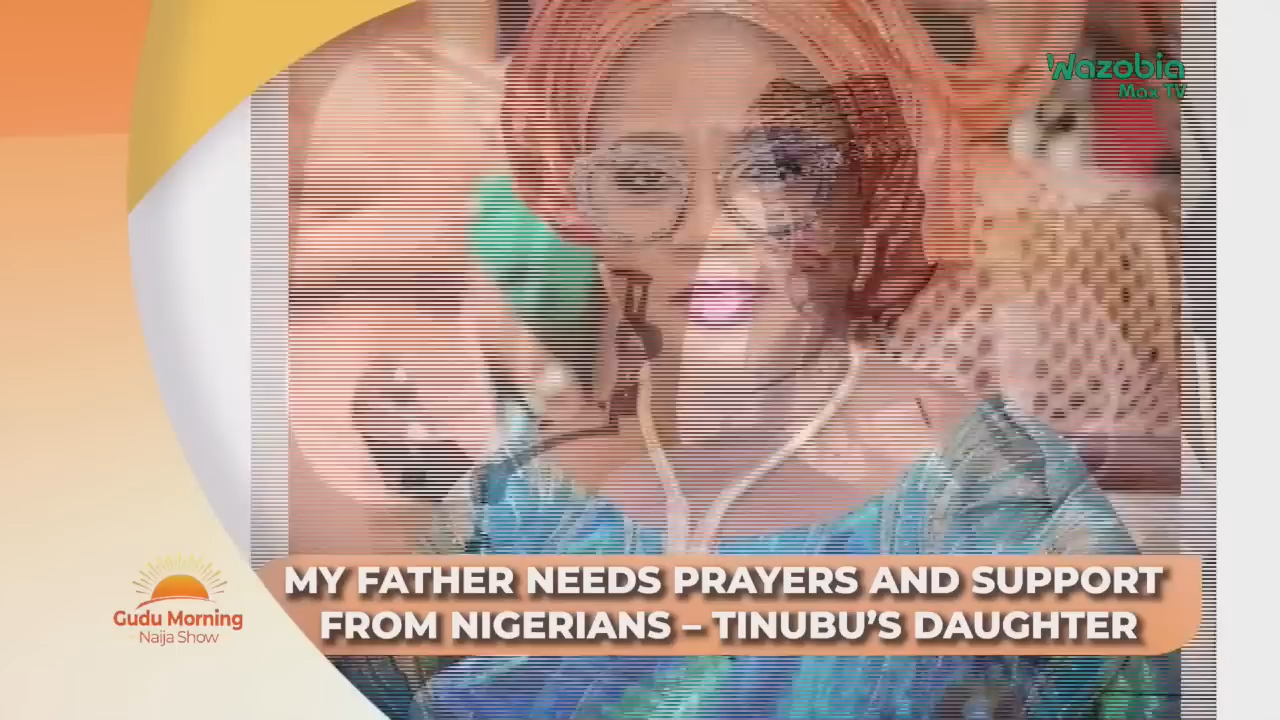 Wazobia
Max TV
MY FATHER NEEDS PRAYERS AND SUPPORT
FROM NIGERIANS – TINUBU’S DAUGHTER
Gudu Morning
Naija Show